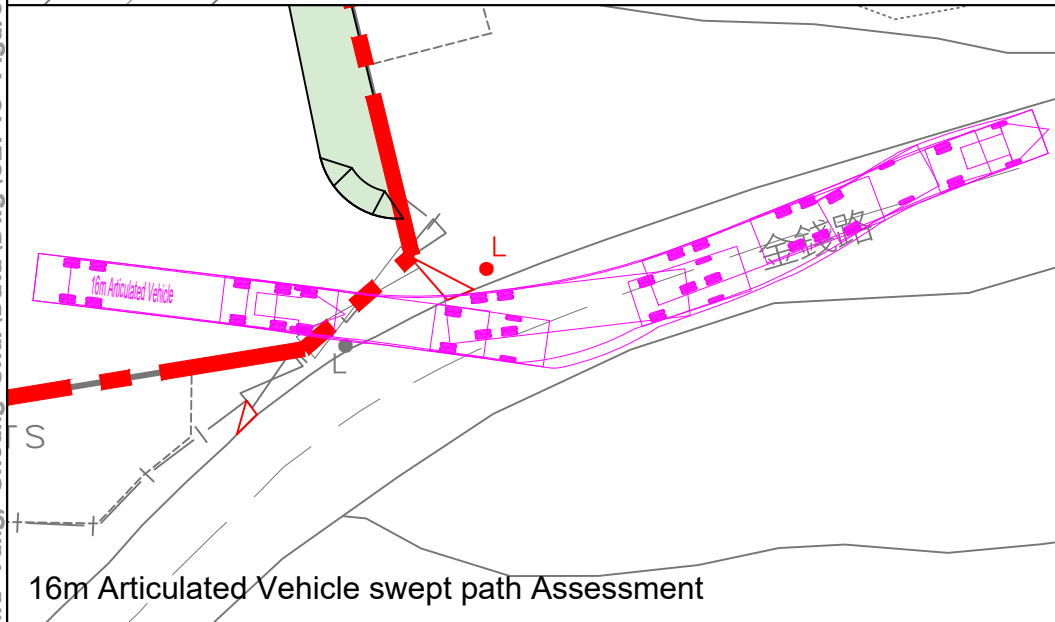 L
金錢路
16m Articulated Vehicle
L
TS
16m Articulated Vehicle swept path Assessment